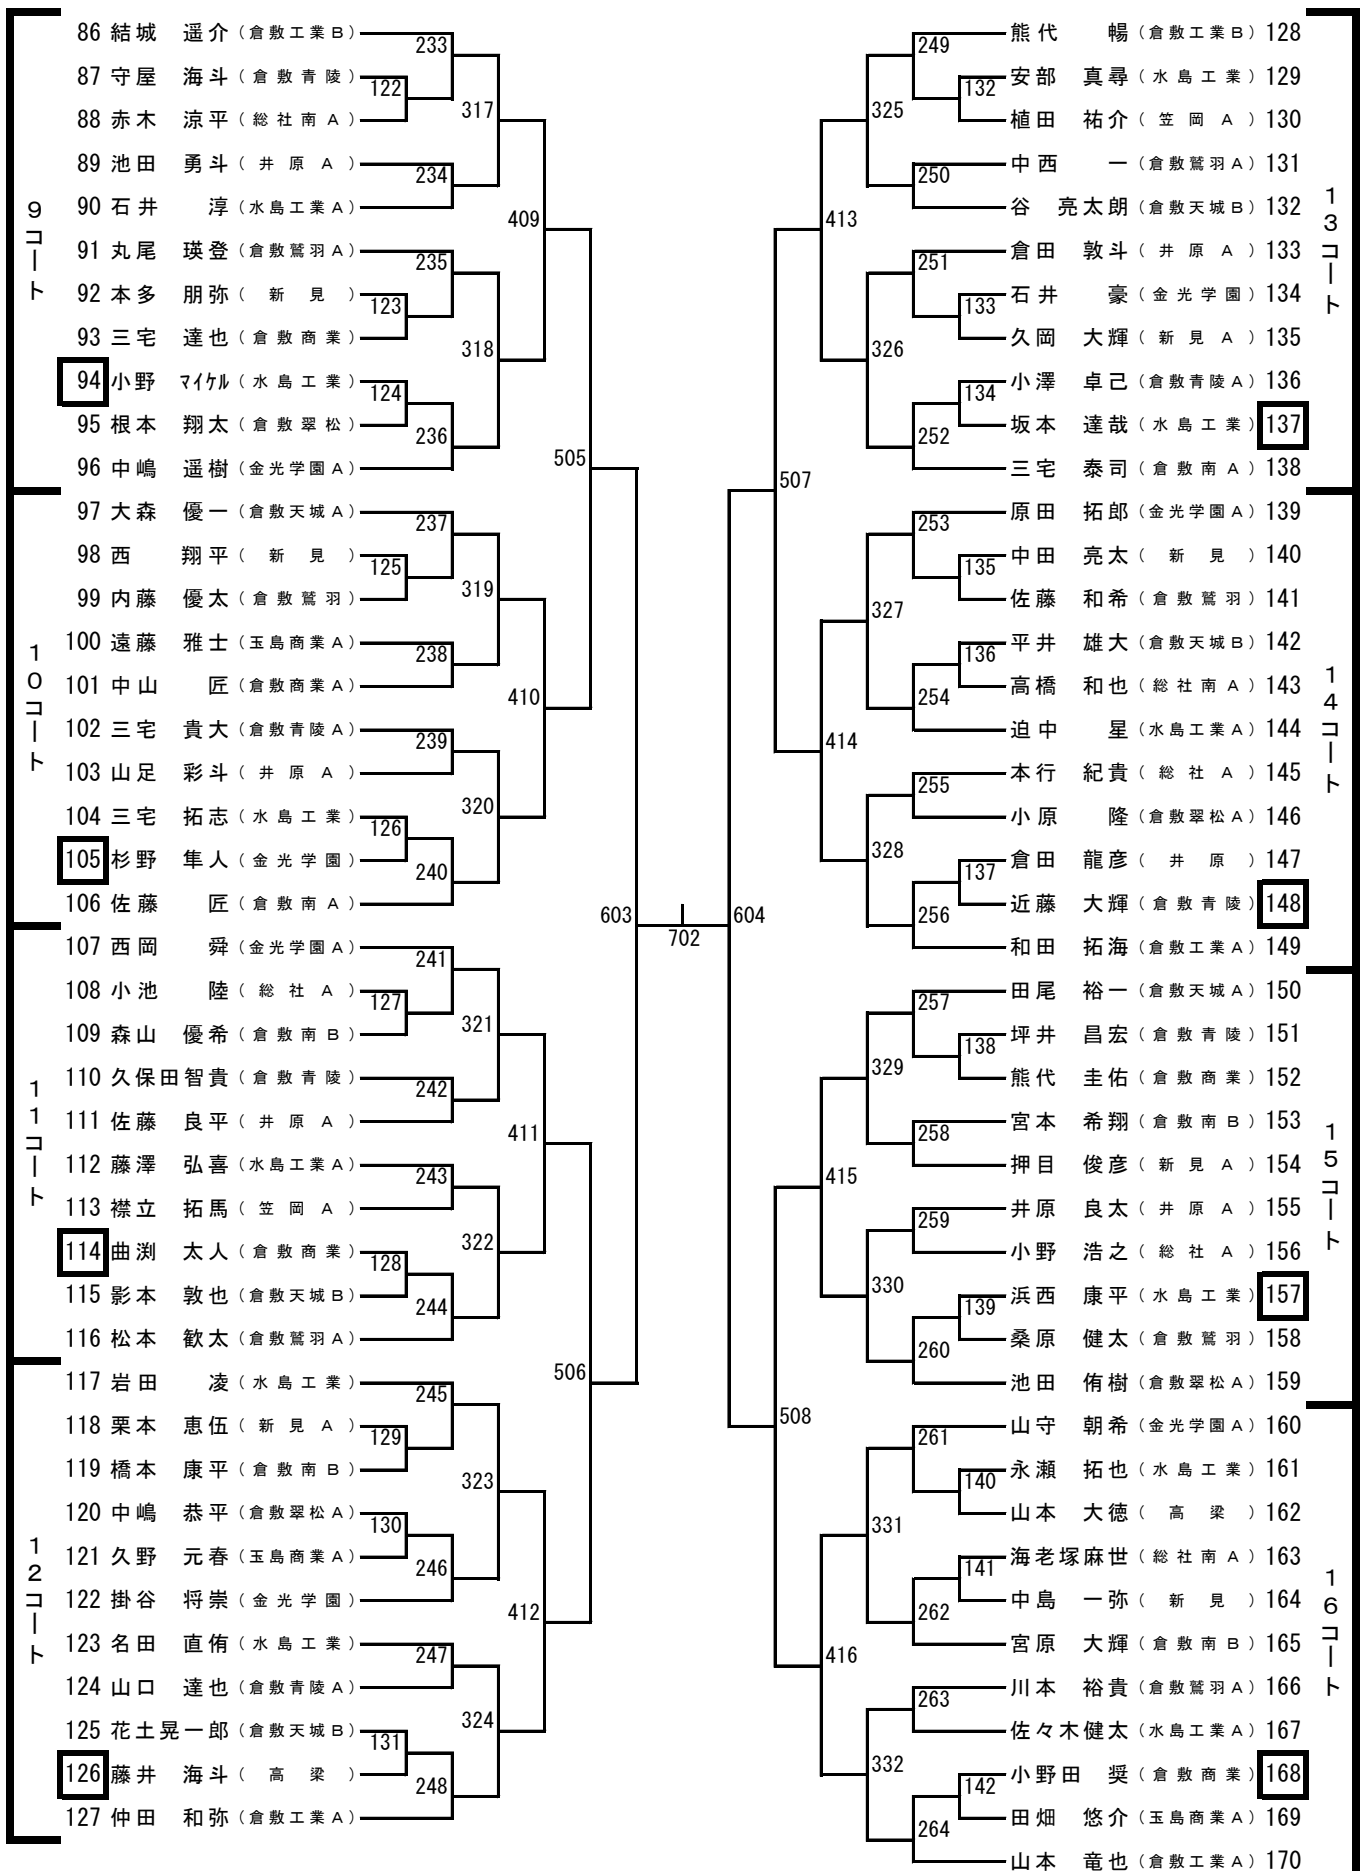 9コート
86 結城 遥介（倉敷工業B）
87 守屋 海斗（倉敷青陵）
88 赤木 涼平（総社南A）
89 池田 勇斗（井原A）
90 石井 淳（水島工業A）
91 丸尾 瑛登（倉敷鷲羽A）
92 本多 朋弥（新見）
93 三宅 達也（倉敷商業）
94 小野 マイケル（水島工業）
95 根本 翔太（倉敷翠松）
96 中嶋 遥樹（金光学園A）
10コート
97 大森 優一（倉敷天城A）
98 西 翔平（新見）
99 内藤 優太（倉敷鷲羽）
100 遠藤 雅士（玉島商業A）
101 中山 匠（倉敷商業A）
102 三宅 貴大（倉敷青陵A）
103 山足 彩斗（井原A）
104 三宅 拓志（水島工業）
105 杉野 隼人（金光学園）
106 佐藤 匠（倉敷南A）
11コート
107 西岡 舜（金光学園A）
108 小池 陸（総社A）
109 森山 優希（倉敷南B）
110 久保田智貴（倉敷青陵）
111 佐藤 良平（井原A）
112 藤澤 弘喜（水島工業A）
113 襟立 拓馬（笠岡A）
114 曲渕 太人（倉敷商業）
115 影本 敦也（倉敷天城B）
116 松本 歓太（倉敷鷲羽A）
12コート
117 岩田 凌（水島工業）
118 栗本 恵伍（新見A）
119 橋本 康平（倉敷南B）
120 中嶋 恭平（倉敷翠松A）
121 久野 元春（玉島商業A）
122 掛谷 将崇（金光学園）
123 名田 直侑（水島工業）
124 山口 達也（倉敷青陵A）
125 花土晃一郎（倉敷天城B）
126 藤井 海斗（高梁）
127 仲田 和弥（倉敷工業A）
122
123
124
125
126
127
128
129
130
131
233
234
235
236
237
238
239
240
241
242
243
244
245
246
247
248
317
318
319
320
321
322
323
324
409
410
411
412
505
506
603
702
604
507
508
413
414
415
416
325
326
327
328
329
330
331
332
249
250
251
252
253
254
255
256
257
258
259
260
261
262
263
264
132
133
134
135
136
137
138
139
140
141
142
熊代 暢（倉敷工業B）128
安部 真尋（水島工業）129
植田 祐介（笠岡A）130
中西 一（倉敷鷲羽A）131
谷 亮太朗（倉敷天城B）132
倉田 敦斗（井原A）133
石井 豪（金光学園）134
久岡 大輝（新見A）135
小澤 卓己（倉敷青陵A）136
坂本 達哉（水島工業）137
三宅 泰司（倉敷南A）138
13コート
原田 拓郎（金光学園A）139
中田 亮太（新見）140
佐藤 和希（倉敷鷲羽）141
平井 雄大（倉敷天城B）142
高橋 和也（総社南A）143
迫中 星（水島工業A）144
本行 紀貴（総社A）145
小原 隆（倉敷翠松A）146
倉田 龍彦（井原）147
近藤 大輝（倉敷青陵）148
和田 拓海（倉敷工業A）149
14コート
田尾 裕一（倉敷天城A）150
坪井 昌宏（倉敷青陵）151
熊代 圭佑（倉敷商業）152
宮本 希翔（倉敷南B）153
押目 俊彦（新見A）154
井原 良太（井原A）155
小野 浩之（総社A）156
浜西 康平（水島工業）157
桑原 健太（倉敷鷲羽）158
池田 侑樹（倉敷翠松A）159
15コート
山守 朝希（金光学園A）160
永瀬 拓也（水島工業）161
山本 大徳（高梁）162
海老塚麻世（総社南A）163
中島 一弥（新見）164
宮原 大輝（倉敷南B）165
川本 裕貴（倉敷鷲羽A）166
佐々木健太（水島工業A）167
小野田 奨（倉敷商業）168
田畑 悠介（玉島商業A）169
山本 竜也（倉敷工業A）170
16コート